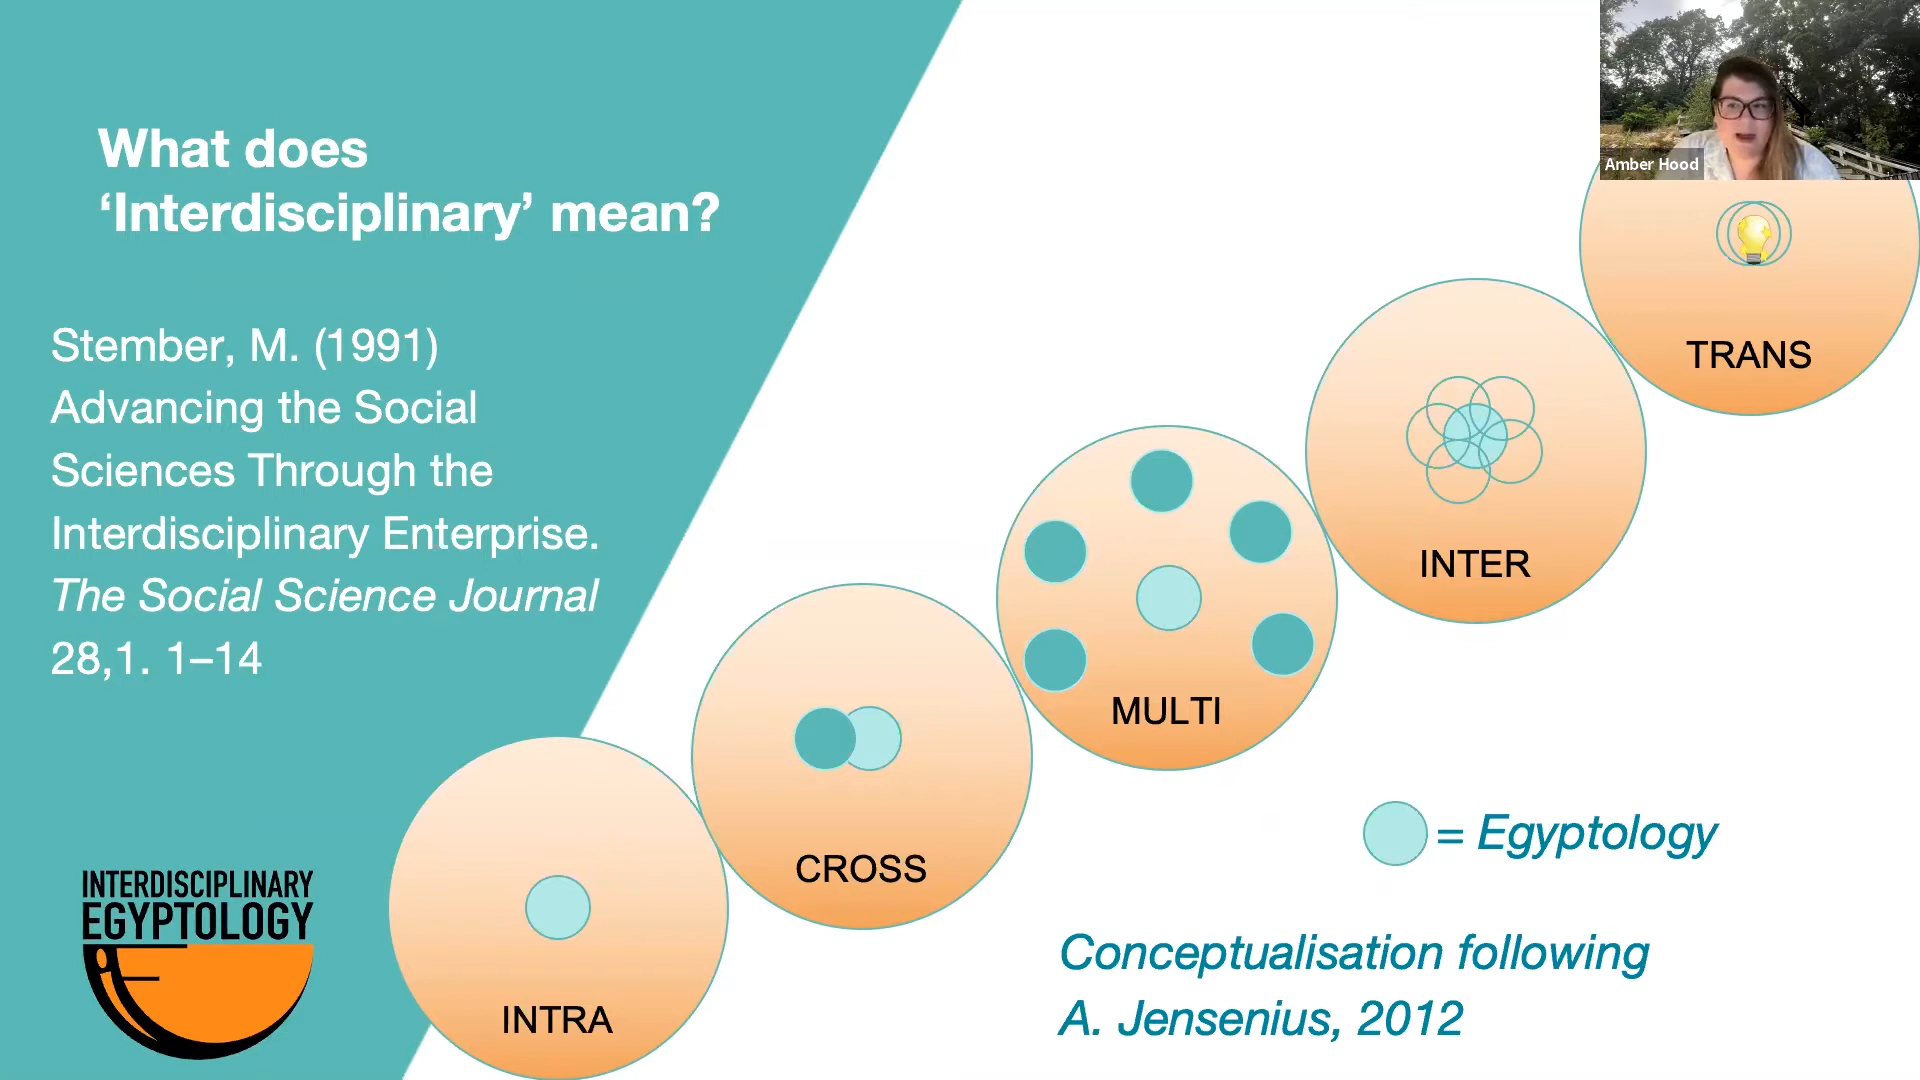 What does
‘Interdisciplinary’ mean?
Stember, M. (1991)
Advancing the Social
Sciences Through the
Interdisciplinary Enterprise.
The Social Science Journal
28,1. 1–14
INTERDISCIPLINARY
EGYPTOLOGY
INTRA
CROSS
MULTI
INTER
TRANS
= Egyptology
Conceptualisation following
A. Jensenius, 2012
Amber Hood